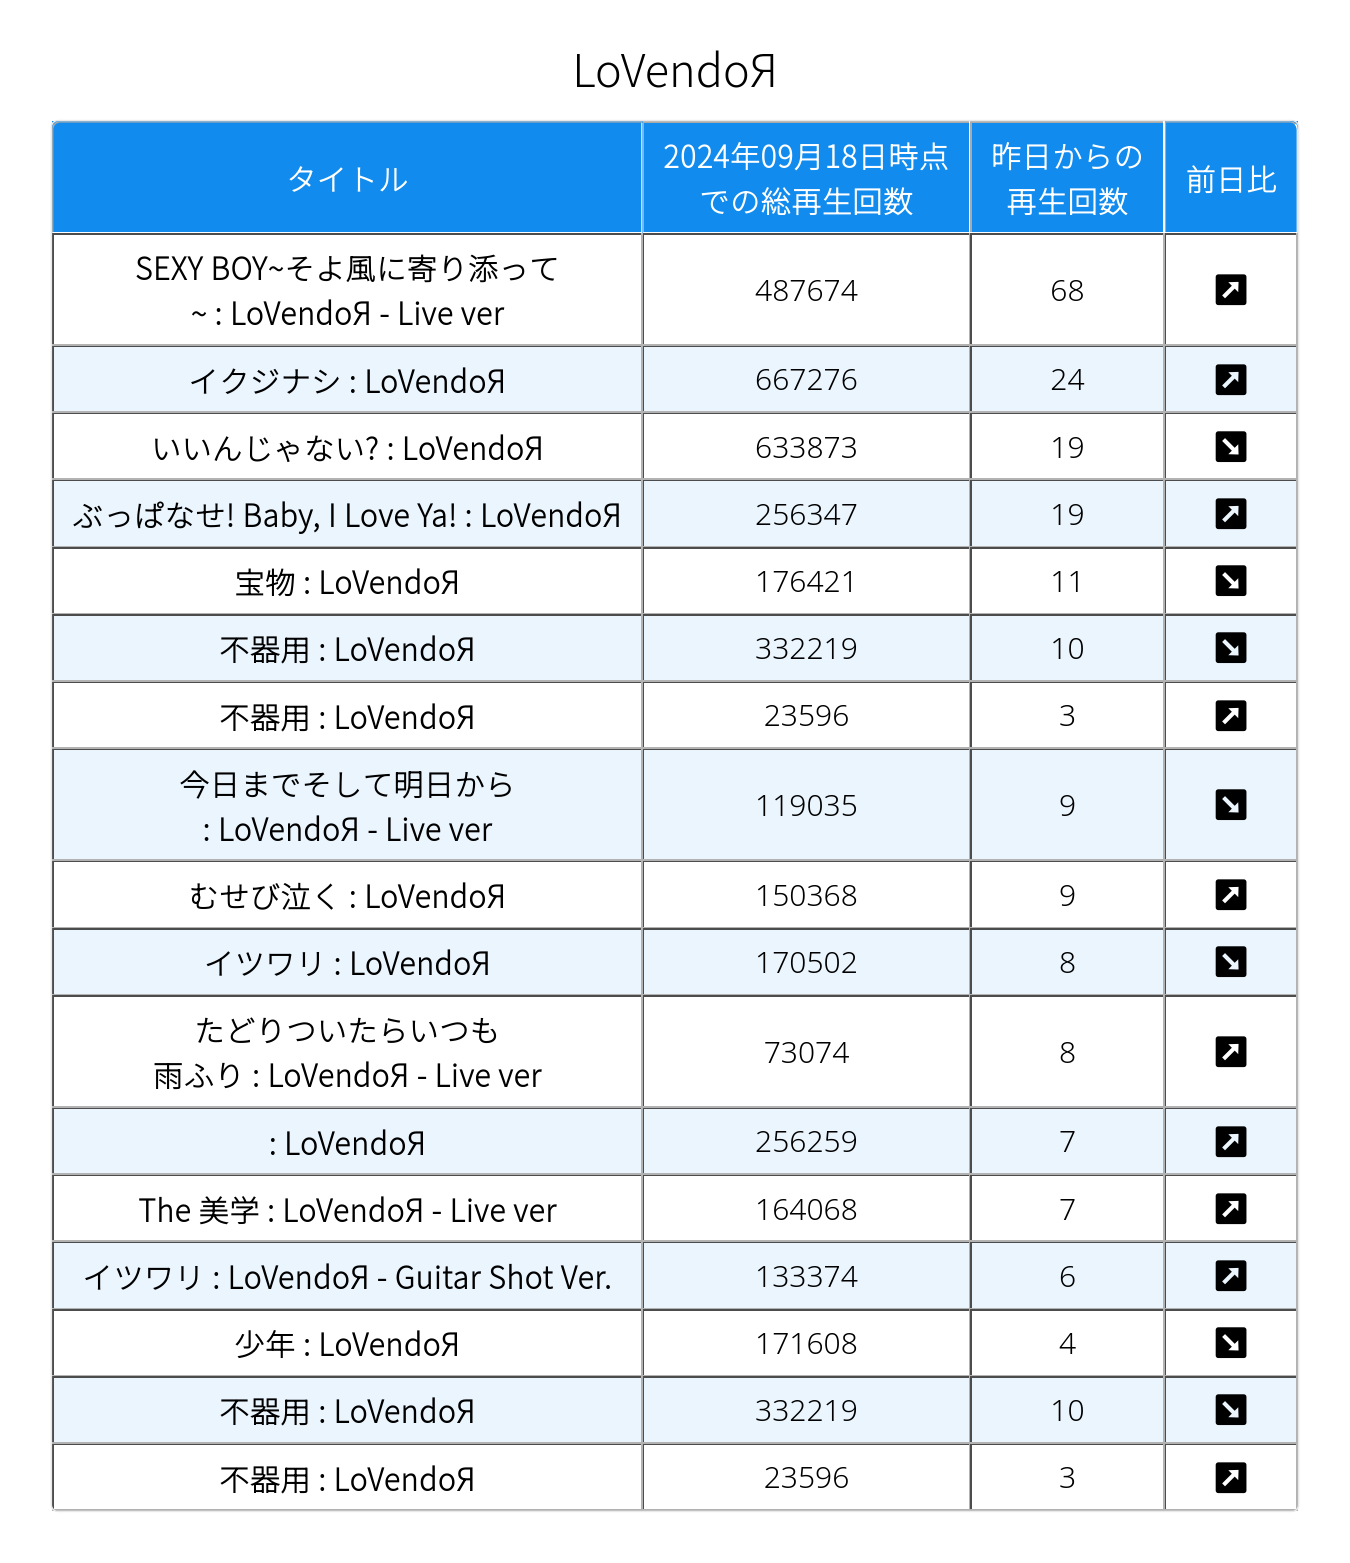 LoVendoЯ
タイトル
2024年09月18日時点
での総再生回数
昨日からの
再生回数
前日比
SEXY BOY~そよ風に寄り添って
~ : LoVendoЯ - Live ver
487674
68
イクジナシ : LoVendoЯ
667276
24
いいんじゃない? : LoVendoЯ
633873
19
ぶっぱなせ! Baby, I Love Ya! : LoVendoЯ
256347
19
宝物 : LoVendoЯ
176421
11
不器用 : LoVendoЯ
332219
10
不器用 : LoVendoЯ
23596
3
今日までそして明日から
: LoVendoЯ - Live ver
119035
9
むせび泣く : LoVendoЯ
150368
9
イツワリ : LoVendoЯ
170502
8
たどりついたらいつも
雨ふり : LoVendoЯ - Live ver
73074
8
: LoVendoЯ
256259
7
The 美学 : LoVendoЯ - Live ver
164068
7
イツワリ : LoVendoЯ - Guitar Shot Ver.
133374
6
少年 : LoVendoЯ
171608
4
不器用 : LoVendoЯ
332219
10
不器用 : LoVendoЯ
23596
3